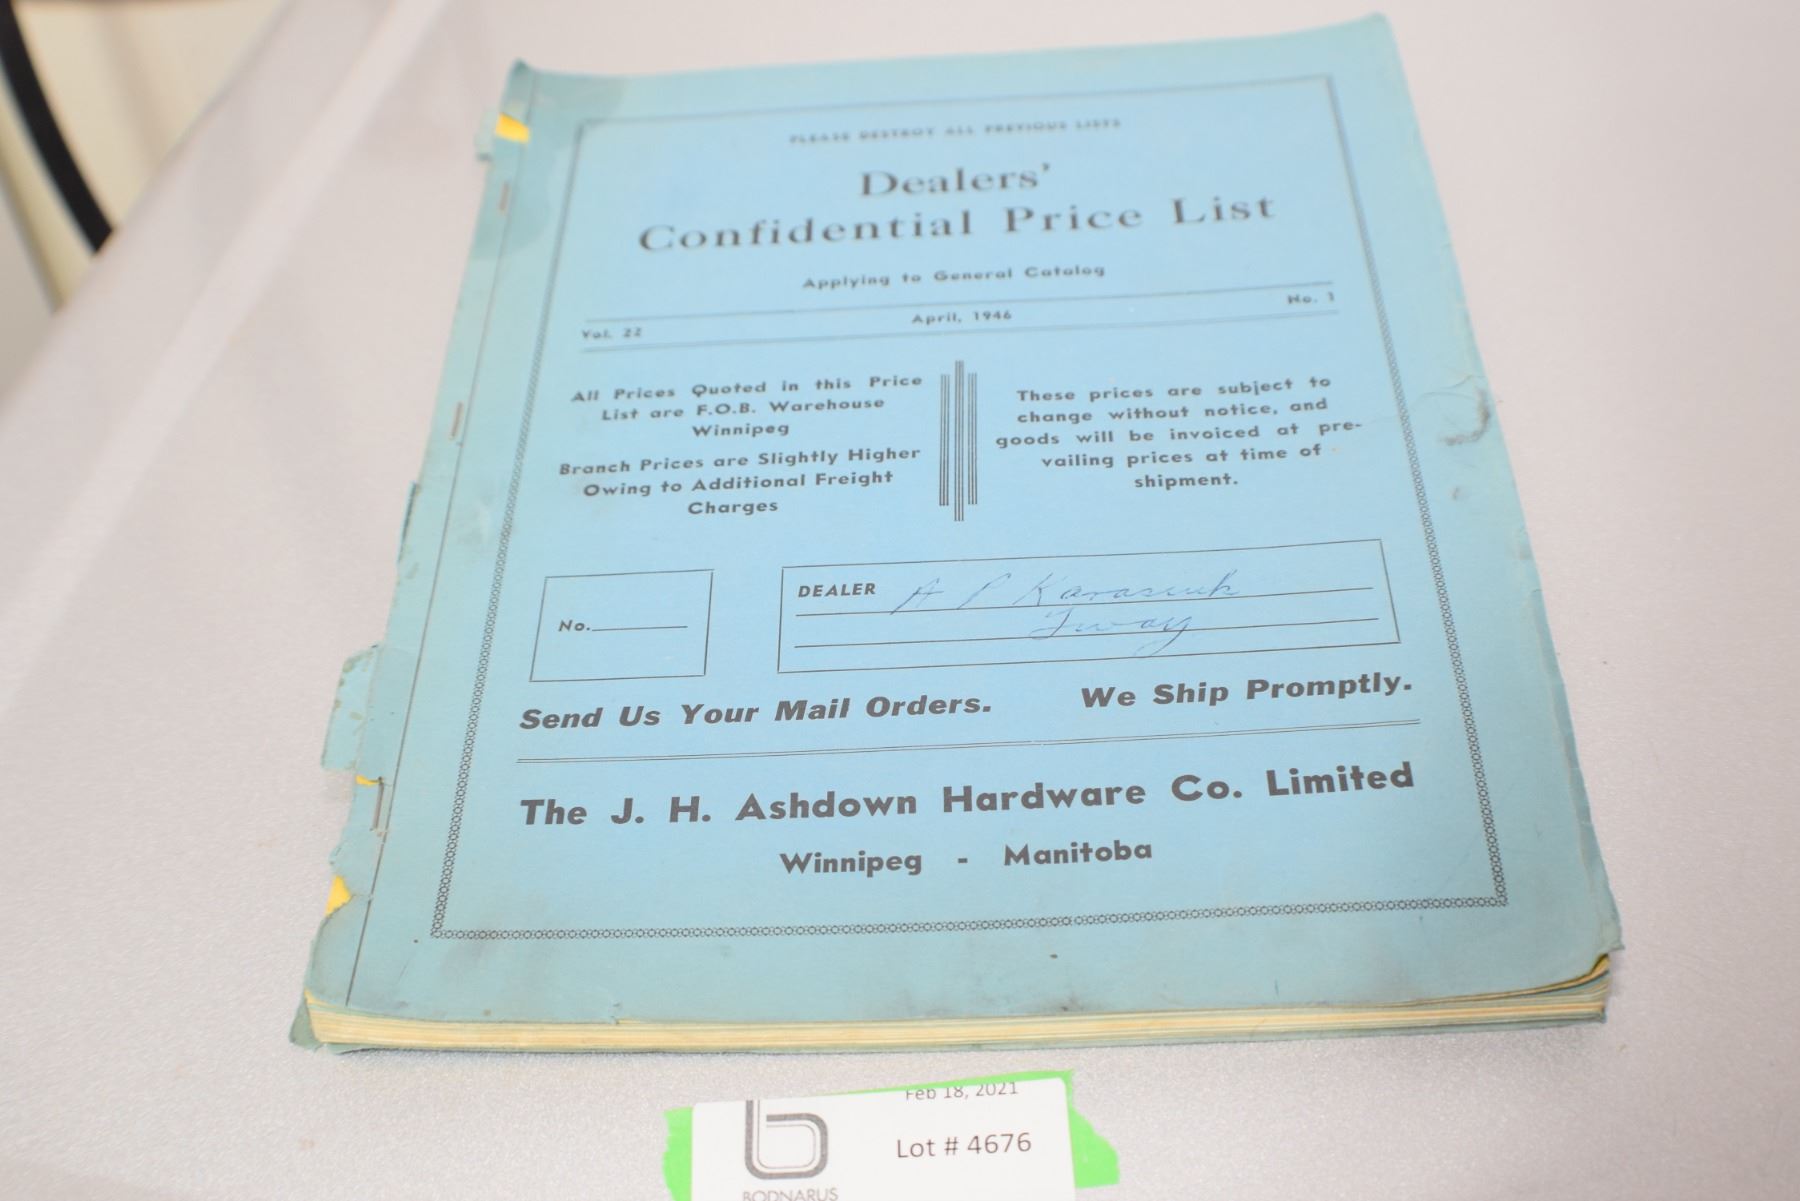 PLEASE DESTROY ALL PREVIOUS LISTS
Dealers'
Confidential Price List
Applying to General Catalog
Vol. 22 April, 1946 No. 1
All Prices Quoted in this Price
List are F.O.B. Warehouse
Winnipeg
Branch Prices are Slightly Higher
Owing to Additional Freight
Charges
These prices are subject to
change without notice, and
goods will be invoiced at pre-
vailing prices at time of
shipment.
No.
DEALER A P
Send Us Your Mail Orders. We Ship Promptly.
The J. H. Ashdown Hardware Co. Limited
Winnipeg - Manitoba
Feb 18, 2021
Lot # 4676
BODNARUS